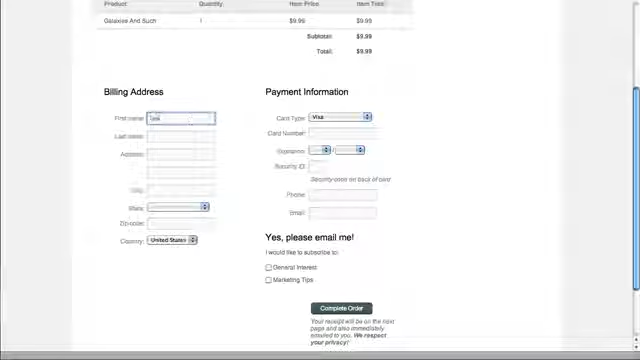 Product: Quantity: Item Price Item Total
Galaxies And Such 1 $9.99 $9.99
Subtotal: $9.99
Total: $9.99
Billing Address Payment Information
First name:
Card Type: Visa
Last name:
Card Number:
Address:
Expiration: /
Security ID:
Security code on back of card
City:
Phone:
State:
Email:
Zip code:
Country: United States
Yes, please email me!
I would like to subscribe to:
General Interest
Marketing Tips
Complete Order
Your receipt will be on the next
page and also immediately
emailed to you. We respect
your privacy!